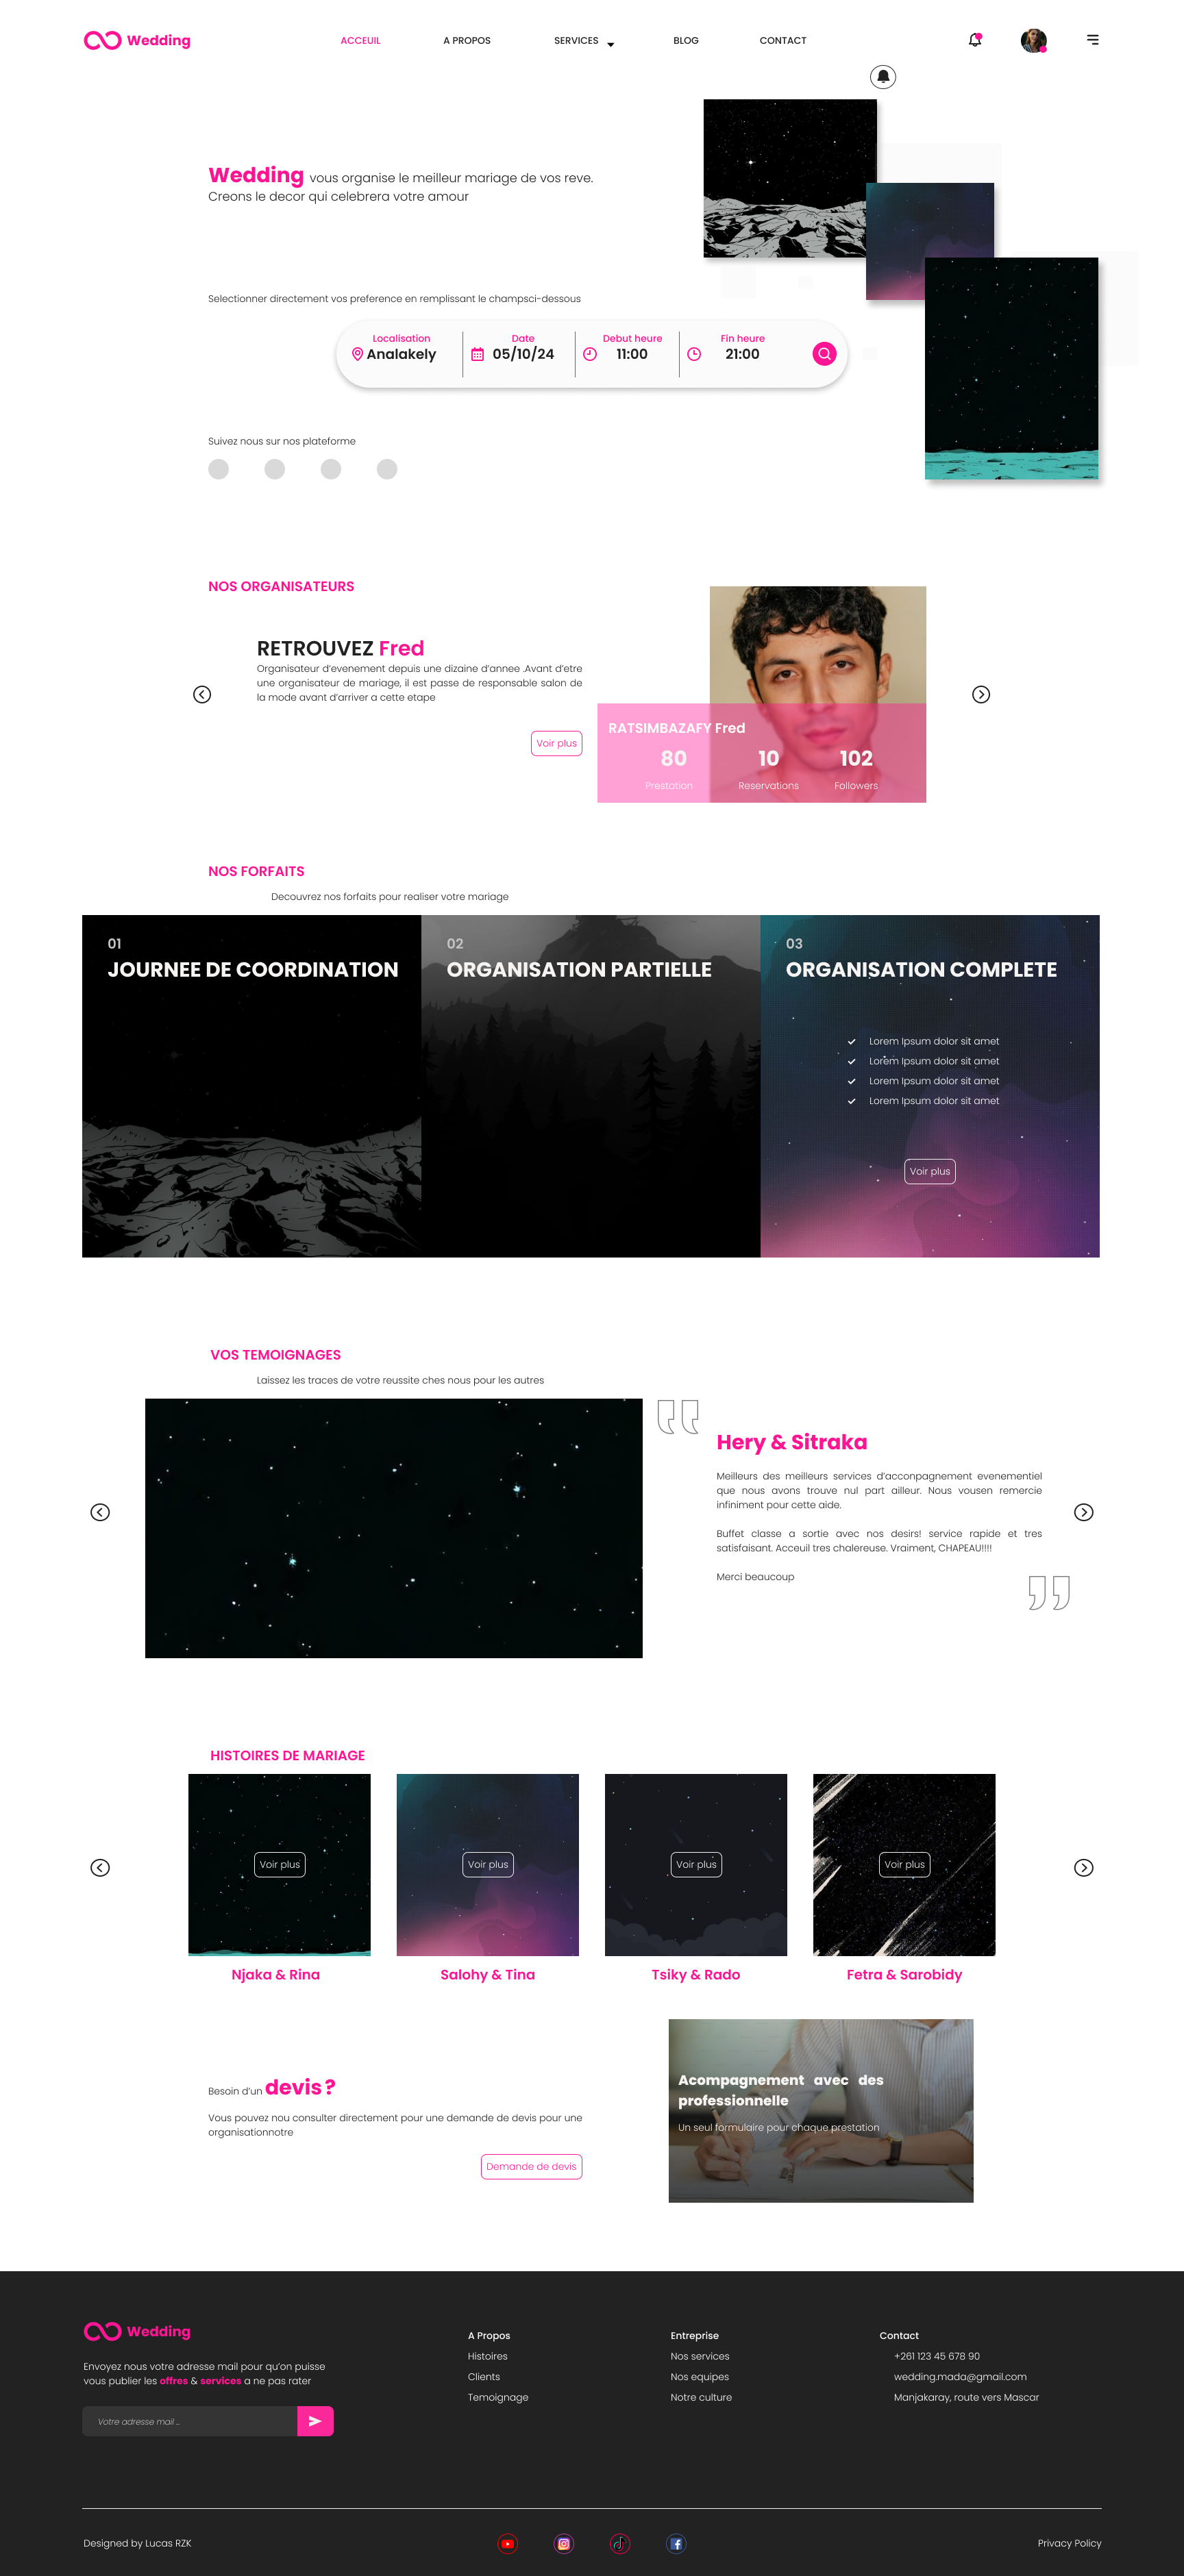 Wedding
ACCEUIL
A PROPOS
SERVICES
BLOG
CONTACT
Wedding vous organise le meilleur mariage de vos reve.
Creons le decor qui celebrera votre amour
Selectionner directement vos preference en remplissant le champsci-dessous
Localisation
Analakely
Date
05/10/24
Debut heure
11:00
Fin heure
21:00
Suivez nous sur nos plateforme
NOS ORGANISATEURS
RETROUVEZ Fred
Organisateur d'evenement depuis une dizaine d'annee .Avant d'etre
une organisateur de mariage, il est passe de responsable salon de
la mode avant d'arriver a cette etape
Voir plus
RATSIMBAZAFY Fred
80
10
102
Prestation
Reservations
Followers
NOS FORFAITS
Decouvrez nos forfaits pour realiser votre mariage
01
JOURNEE DE COORDINATION
02
ORGANISATION PARTIELLE
03
ORGANISATION COMPLETE
Lorem Ipsum dolor sit amet
Lorem Ipsum dolor sit amet
Lorem Ipsum dolor sit amet
Lorem Ipsum dolor sit amet
Voir plus
VOS TEMOIGNAGES
Laissez les traces de votre reussite ches nous pour les autres
Hery & Sitraka
Meilleurs des meilleurs services d'acconpagnement evenementiel
que nous avons trouve nul part ailleur. Nous vousen remercie
infiniment pour cette aide.
Buffet classe a sortie avec nos desirs! service rapide et tres
satisfaisant. Acceuil tres chalereuse. Vraiment, CHAPEAU!!!!
Merci beaucoup
HISTOIRES DE MARIAGE
Voir plus
Voir plus
Voir plus
Voir plus
Njaka & Rina
Salohy & Tina
Tsiky & Rado
Fetra & Sarobidy
Besoin d'un devis ?
Vous pouvez nou consulter directement pour une demande de devis pour une
organisationnotre
Demande de devis
Acompagnement avec des
professionnelle
Un seul formulaire pour chaque prestation
Wedding
Envoyez nous votre adresse mail pour qu'on puisse
vous publier les offres & services a ne pas rater
Votre adresse mail ...
A Propos
Histoires
Clients
Temoignage
Entreprise
Nos services
Nos equipes
Notre culture
Contact
+261 123 45 678 90
wedding.mada@gmail.com
Manjakaray, route vers Mascar
Designed by Lucas RZK
Privacy Policy